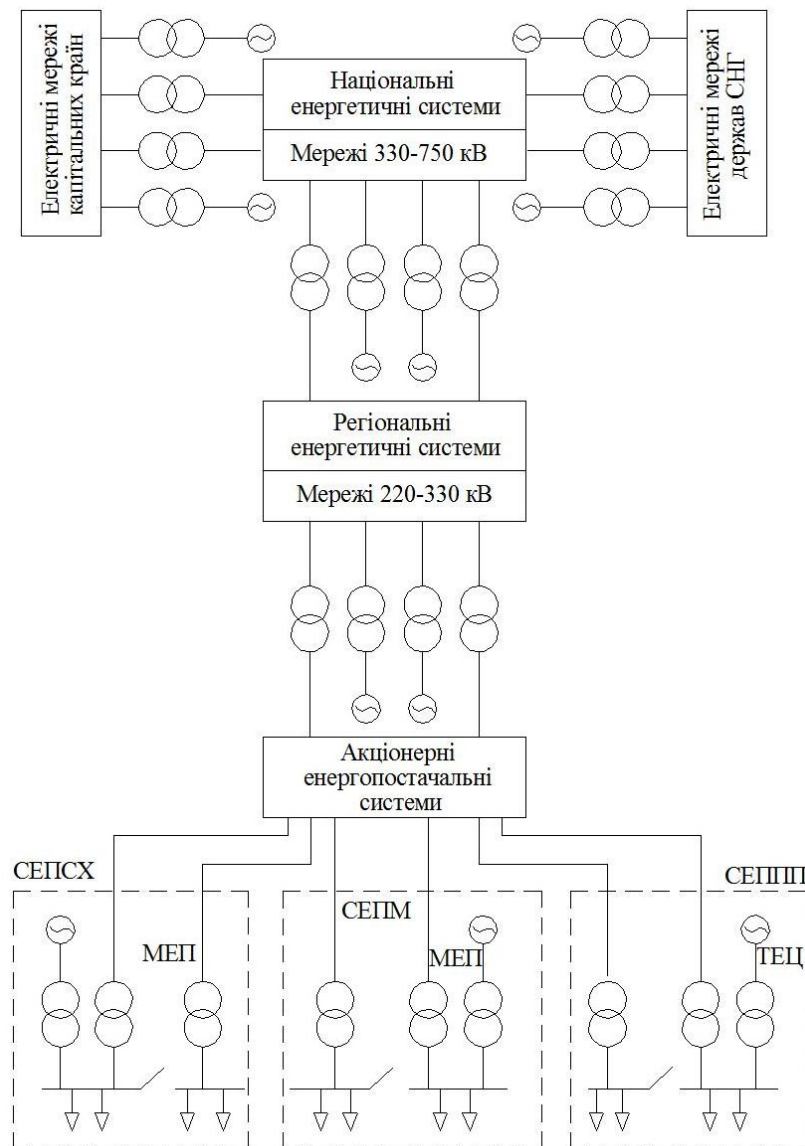 Електричні мережі
капітальних країн
Національні
енергетичні системи
Мережі 330-750 кВ
Електричні мережі
держав СНГ
Регіональні
енергетичні системи
Мережі 220-330 кВ
Акціонерні
енергопостачальні
системи
СЕПСХ
МЕП
СЕПМ
МЕП
СЕППП
ТЕЦ